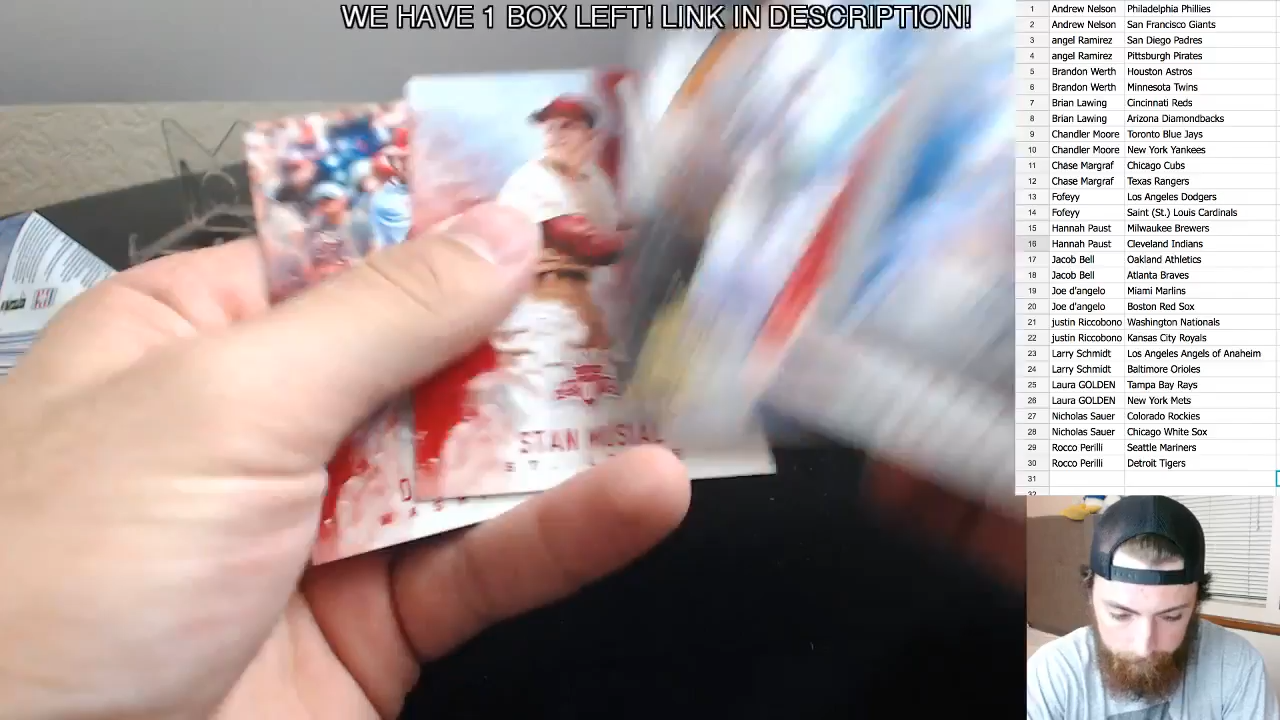 WE HAVE 1 BOX LEFT! LINK IN DESCRIPTION!
1 Andrew Nelson Philadelphia Phillies
2 Andrew Nelson San Francisco Giants
3 angel Ramirez San Diego Padres
4 angel Ramirez Pittsburgh Pirates
5 Brandon Werth Houston Astros
6 Brandon Werth Minnesota Twins
7 Brian Lawing Cincinnati Reds
8 Brian Lawing Arizona Diamondbacks
9 Chandler Moore Toronto Blue Jays
10 Chandler Moore New York Yankees
11 Chase Margraf Chicago Cubs
12 Chase Margraf Texas Rangers
13 Fofeyy Los Angeles Dodgers
14 Fofeyy Saint (St.) Louis Cardinals
15 Hannah Paust Milwaukee Brewers
16 Hannah Paust Cleveland Indians
17 Jacob Bell Oakland Athletics
18 Jacob Bell Atlanta Braves
19 Joe d'angelo Miami Marlins
20 Joe d'angelo Boston Red Sox
21 justin Riccobono Washington Nationals
22 justin Riccobono Kansas City Royals
23 Larry Schmidt Los Angeles Angels of Anaheim
24 Larry Schmidt Baltimore Orioles
25 Laura GOLDEN Tampa Bay Rays
26 Laura GOLDEN New York Mets
27 Nicholas Sauer Colorado Rockies
28 Nicholas Sauer Chicago White Sox
29 Rocco Perilli Seattle Mariners
30 Rocco Perilli Detroit Tigers
31
32
STAN MUSIAL